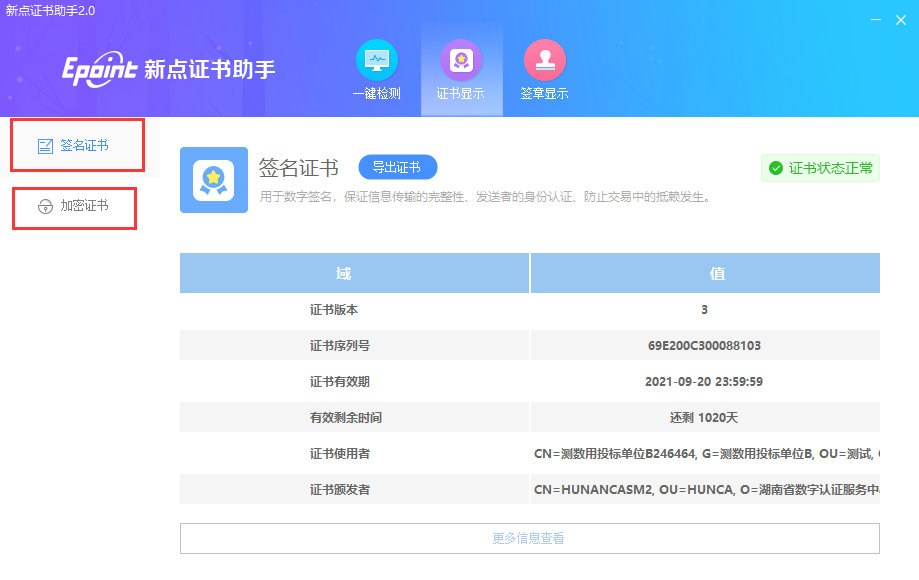 新点证书助手2.0
Epoint 新点证书助手
一键检测
证书显示
签章显示
签名证书
加密证书
签名证书
导出证书
证书状态正常
用于数字签名，保证信息传输的完整性、发送者的身份认证、防止交易中的抵赖发生。
域 值
证书版本 3
证书序列号 69E200C300088103
证书有效期 2021-09-20 23:59:59
有效剩余时间 还剩 1020天
证书使用者 CN=测数用投标单位B246464, G=测数用投标单位B, OU=测试,
证书颁发者 CN=HUNANCASM2, OU=HUNCA, O=湖南省数字认证服务中
更多信息查看